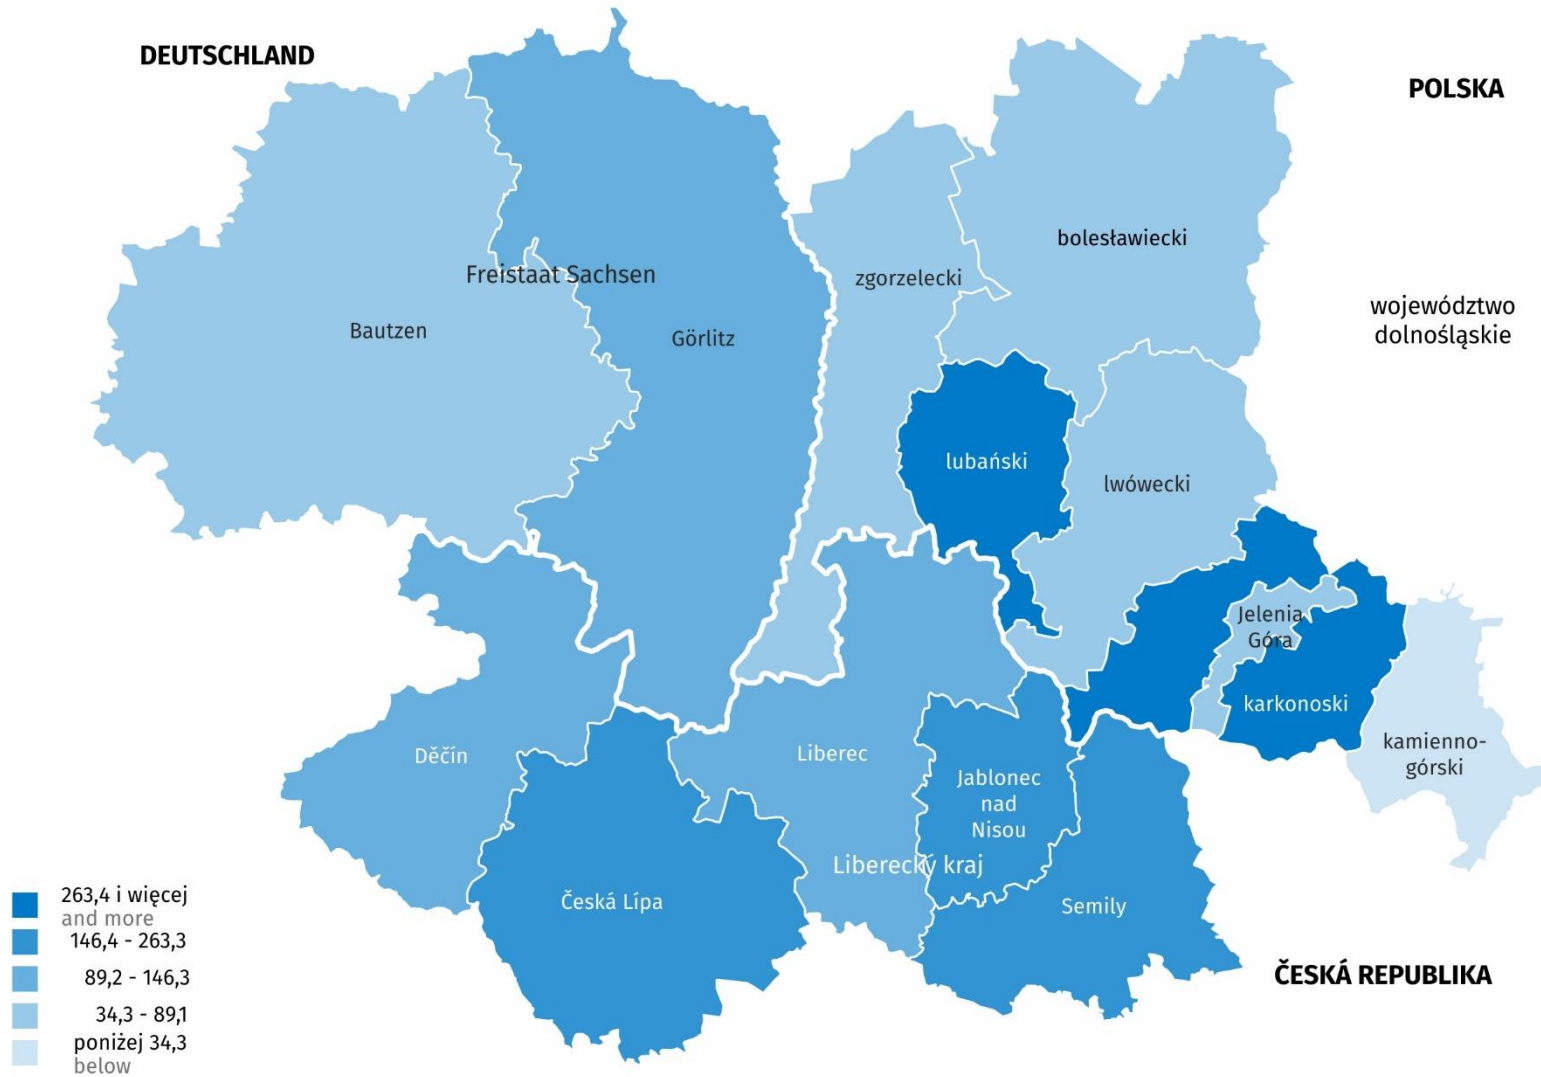 DEUTSCHLAND
POLSKA
bolesławiecki
Freistaat Sachsen
zgorzelecki
województwo
dolnośląskie
Bautzen
Görlitz
lubański
lwówecki
Jelenia
Góra
karkonoski
kamienno-
górski
Děčín
Liberec
Jablonec
nad
Nisou
Liberecký kraj
Česká Lípa
Semily
ČESKÁ REPUBLIKA
263,4 i więcej
and more
146,4 - 263,3
89,2 - 146,3
34,3 - 89,1
poniżej 34,3
below